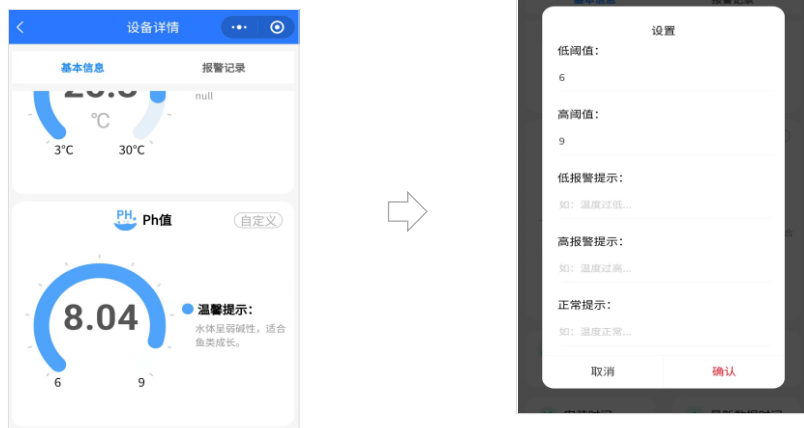 设备详情
基本信息
报警记录
null
°C
3°C
30°C
PH.
Ph值
自定义
8.04
温馨提示：
水体呈弱碱性，适合
鱼类成长。
6
9
设置
低阈值：
6
高阈值：
9
低报警提示：
如：温度过低...
高报警提示：
如：温度过高...
正常提示：
如：温度正常...
取消
确认